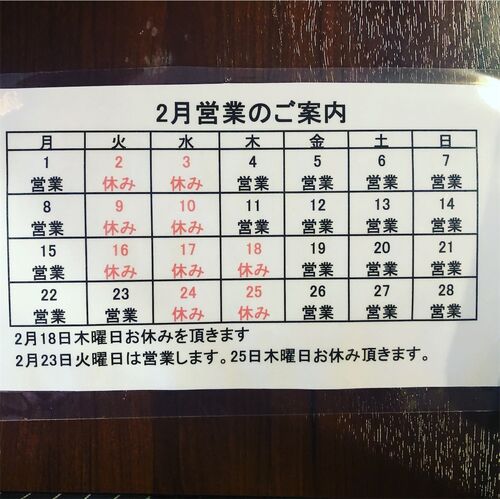 2月営業のご案内
月 火 水 木 金 土 日
1 2 3 4 5 6 7
営業 休み 休み 営業 営業 営業 営業
8 9 10 11 12 13 14
営業 休み 休み 営業 営業 営業 営業
15 16 17 18 19 20 21
営業 休み 休み 休み 営業 営業 営業
22 23 24 25 26 27 28
営業 営業 休み 休み 営業 営業 営業
2月18日木曜日お休みを頂きます
2月23日火曜日は営業します。25日木曜日お休み頂きます。